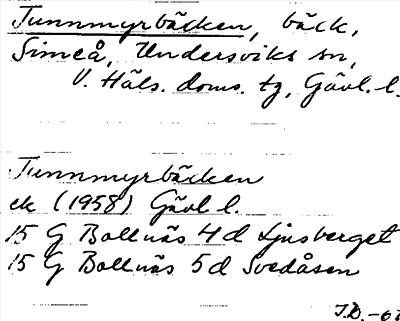 Tunnmyrbäcken, bäck,
Simeå, Undersviks sn,
V. Häls. doms. tg, Gävl. l.
Tunnmyrbäcken
ek (1958) Gävl l.
15 G Bollnäs 4 d Ljusberget
15 G Bollnäs 5 d Svedåsen